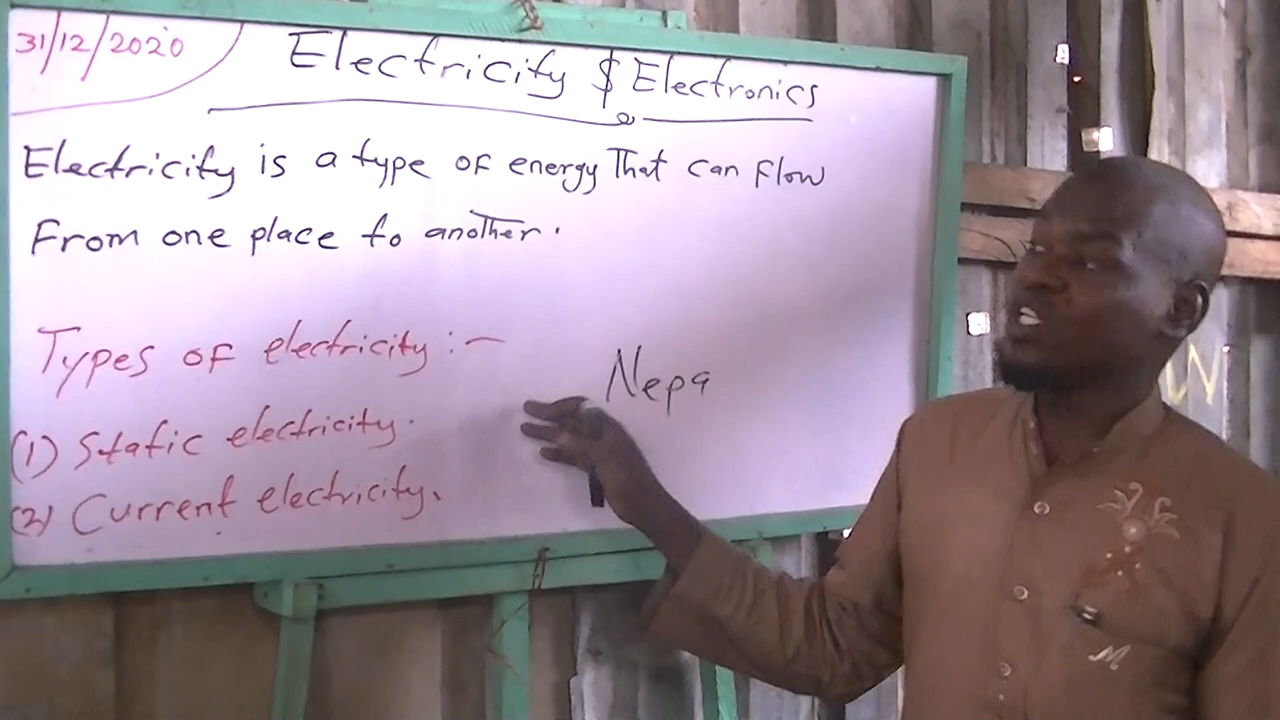 31/12/2020
Electricity $ Electronics
Electricity is a type of energy That can flow
From one place to another.
Types of electricity :-
Nepa
(1) Static electricity.
(2) Current electricity.
M
W